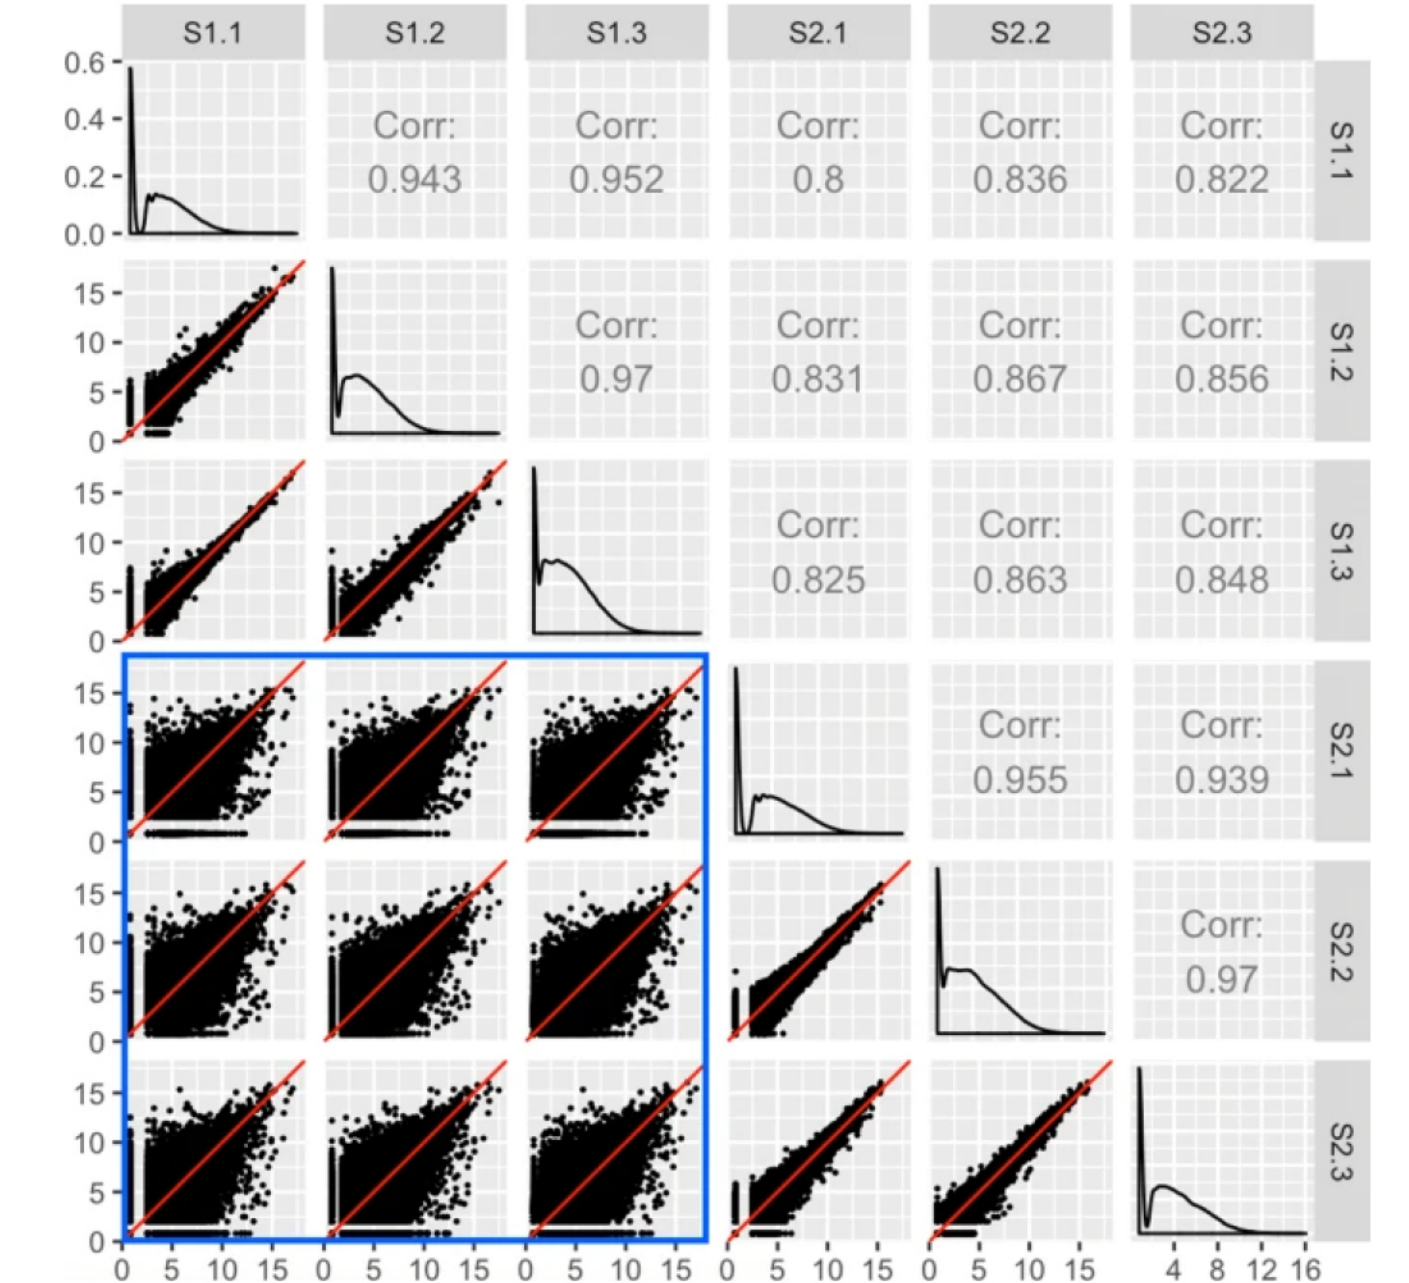 S1.1 S1.2 S1.3 S2.1 S2.2 S2.3
0.6
0.4
0.2
0.0
Corr:
0.943
Corr:
0.952
Corr:
0.8
Corr:
0.836
Corr:
0.822
S1.1
15
10
5
0
Corr:
0.97
Corr:
0.831
Corr:
0.867
Corr:
0.856
S1.2
15
10
5
0
Corr:
0.825
Corr:
0.863
Corr:
0.848
S1.3
15
10
5
0
Corr:
0.955
Corr:
0.939
S2.1
15
10
5
0
Corr:
0.97
S2.2
15
10
5
0
S2.3
0 5 10 15 0 5 10 15 0 5 10 15 0 5 10 15 0 5 10 15 4 8 12 16